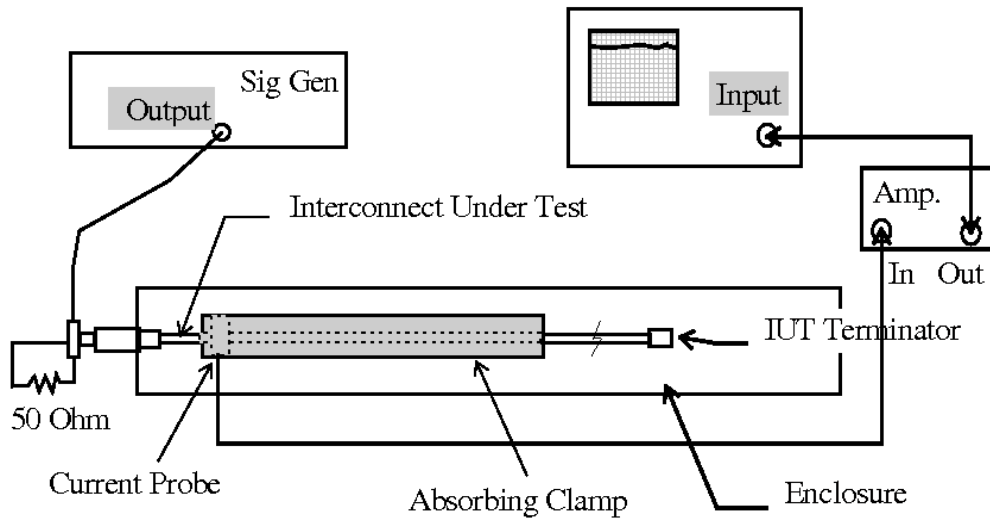 Sig Gen
Output
Input
Amp.
Interconnect Under Test
In Out
IUT Terminator
50 Ohm
Current Probe
Absorbing Clamp
Enclosure